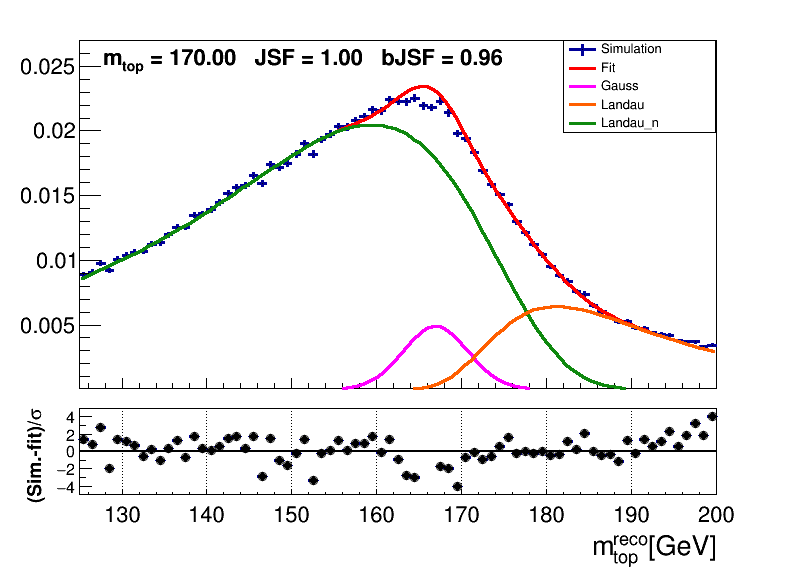 m_top = 170.00 JSF = 1.00 bJSF = 0.96
Simulation
Fit
Gauss
Landau
Landau_n
0.025
0.02
0.015
0.01
0.005
(Sim.-fit)/σ
4
2
0
−2
−4
130 140 150 160 170 180 190 200
m_top^reco[GeV]